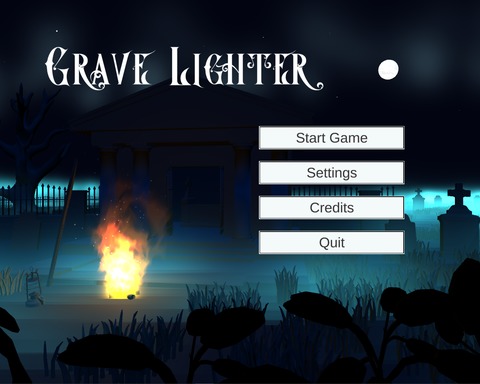 Grave Lighter
Start Game
Settings
Credits
Quit